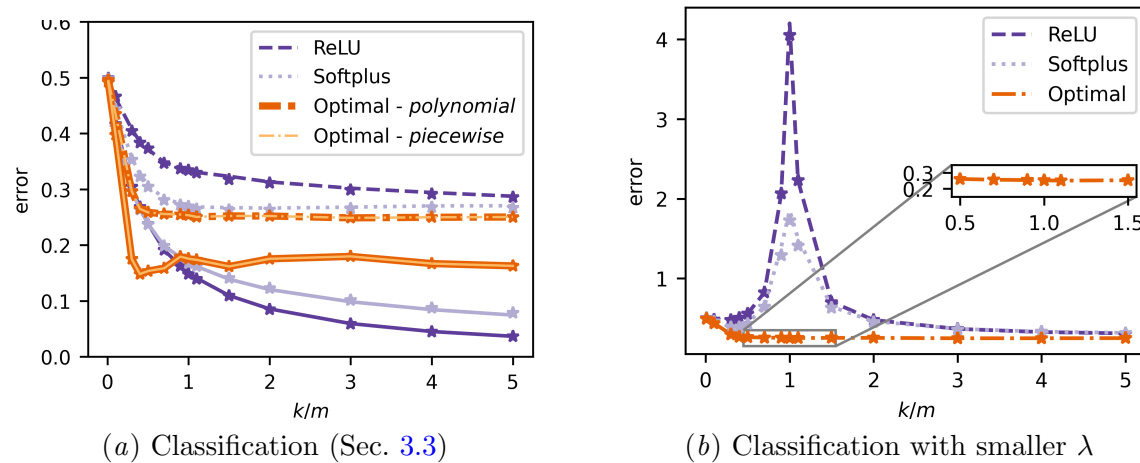 0.6
0.5
0.4
0.3
0.2
0.1
0.0
error
0 1 2 3 4 5
k/m
ReLU
Softplus
Optimal - polynomial
Optimal - piecewise
(a) Classification (Sec. 3.3)
4
3
2
1
error
0 1 2 3 4 5
k/m
ReLU
Softplus
Optimal
0.3
0.2
0.5 1.0 1.5
(b) Classification with smaller λ